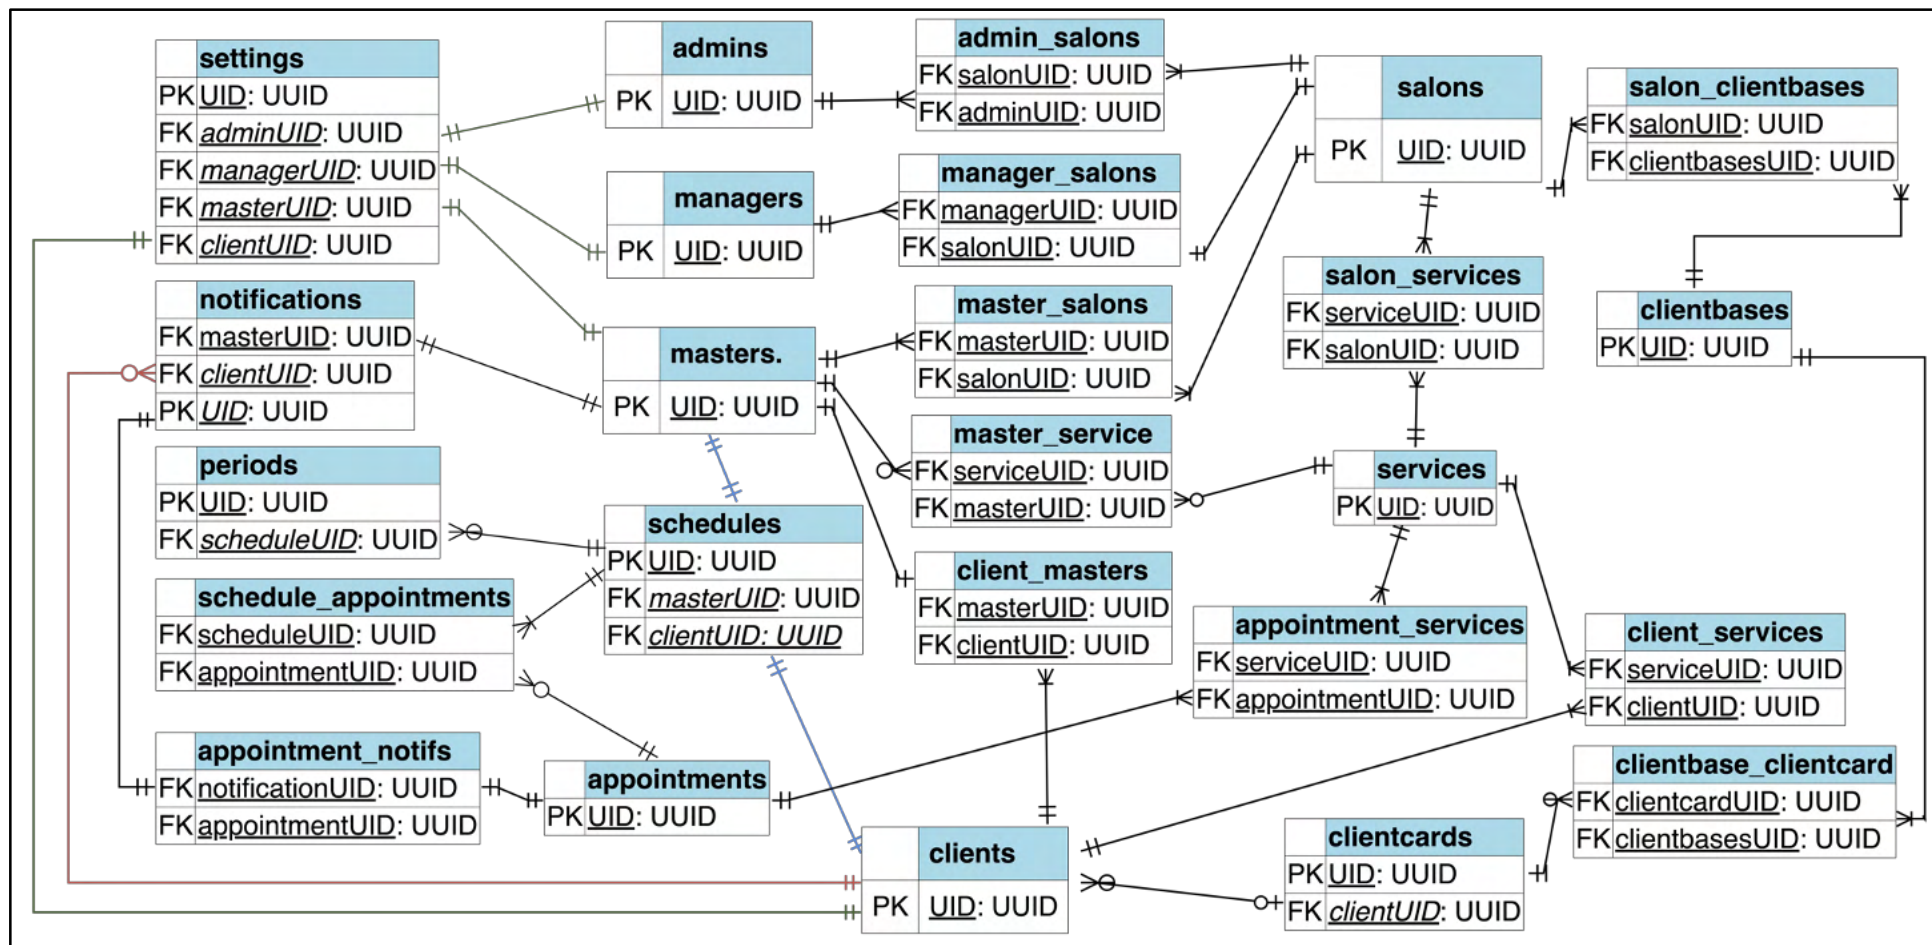 settings
PK UID: UUID
FK adminUID: UUID
FK managerUID: UUID
FK masterUID: UUID
FK clientUID: UUID
notifications
FK masterUID: UUID
FK clientUID: UUID
PK UID: UUID
periods
PK UID: UUID
FK scheduleUID: UUID
schedule_appointments
FK scheduleUID: UUID
FK appointmentUID: UUID
appointment_notifs
FK notificationUID: UUID
FK appointmentUID: UUID
admins
PK UID: UUID
managers
PK UID: UUID
masters.
PK UID: UUID
schedules
PK UID: UUID
FK masterUID: UUID
FK clientUID: UUID
appointments
PK UID: UUID
admin_salons
FK salonUID: UUID
FK adminUID: UUID
manager_salons
FK managerUID: UUID
FK salonUID: UUID
master_salons
FK masterUID: UUID
FK salonUID: UUID
master_service
FK serviceUID: UUID
FK masterUID: UUID
client_masters
FK masterUID: UUID
FK clientUID: UUID
clients
PK UID: UUID
salons
PK UID: UUID
salon_services
FK serviceUID: UUID
FK salonUID: UUID
services
PK UID: UUID
appointment_services
FK serviceUID: UUID
FK appointmentUID: UUID
clientcards
PK UID: UUID
FK clientUID: UUID
salon_clientbases
FK salonUID: UUID
FK clientbasesUID: UUID
clientbases
PK UID: UUID
client_services
FK serviceUID: UUID
FK clientUID: UUID
clientbase_clientcard
FK clientcardUID: UUID
FK clientbasesUID: UUID